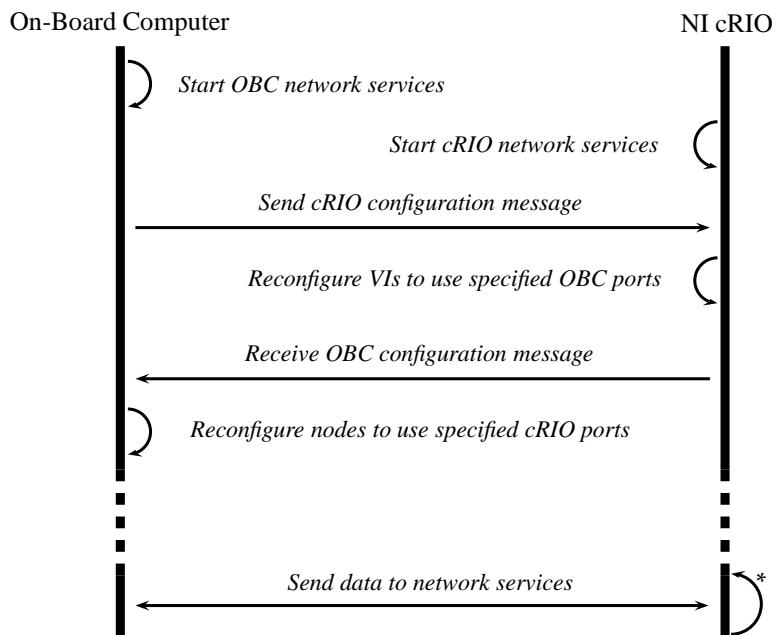 On-Board Computer
NI cRIO
Start OBC network services
Start cRIO network services
Send cRIO configuration message
Reconfigure VIs to use specified OBC ports
Receive OBC configuration message
Reconfigure nodes to use specified cRIO ports
Send data to network services
*